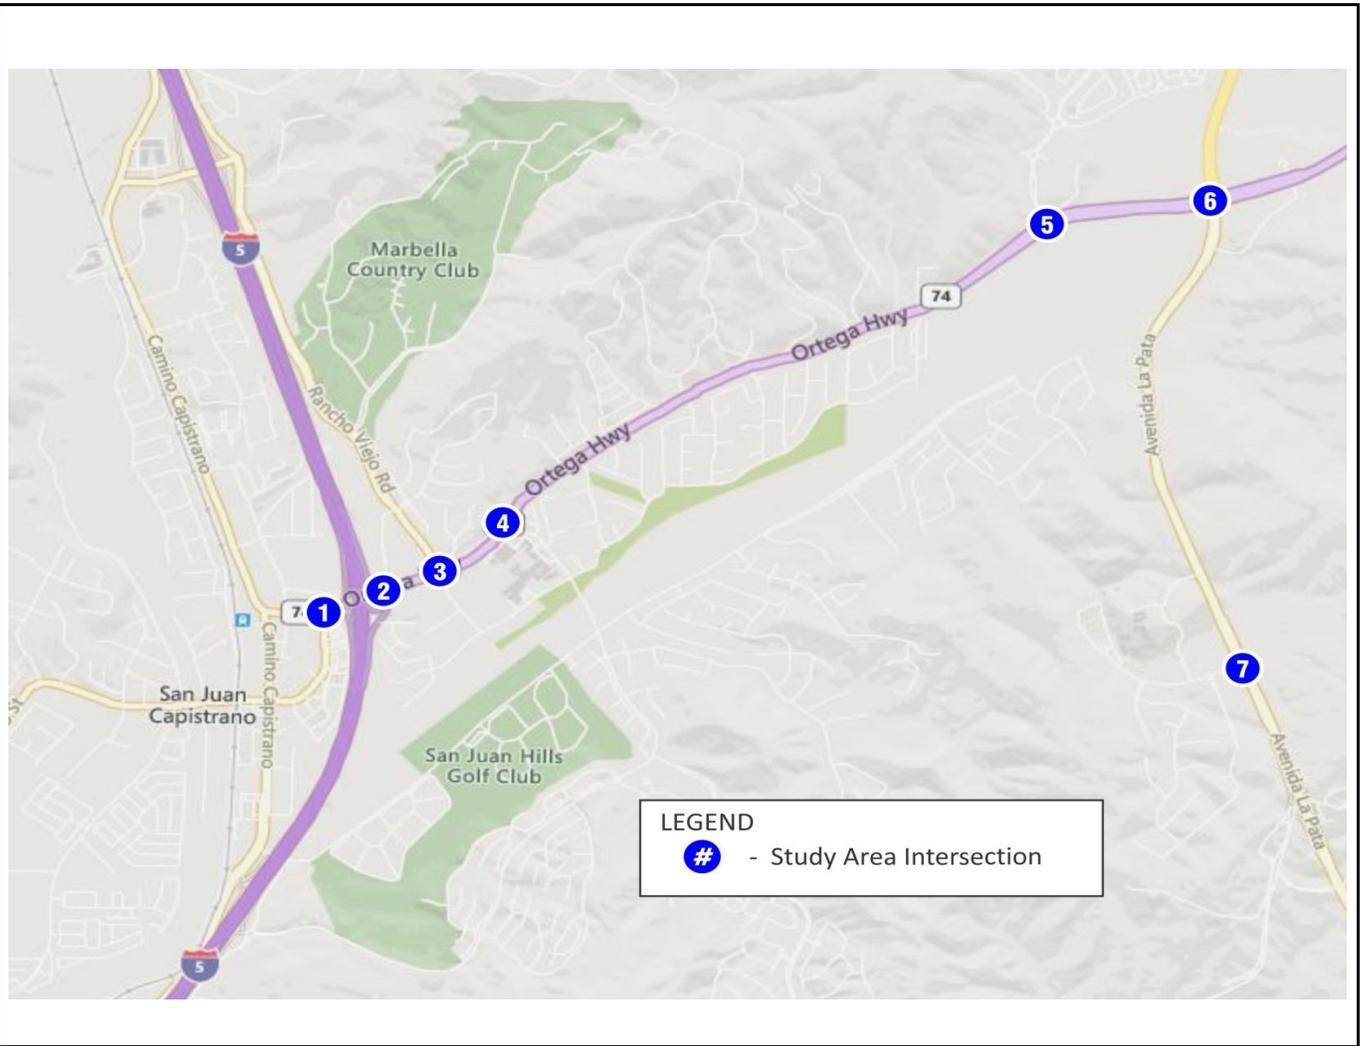 5
Marbella
Country Club
6
5
74
Ortega Hwy
Camino Capistrano
Avenida La Pata
Rancho Viejo Rd
Ortega Hwy
4
3
2
1
Camino Capistrano
San Juan
Capistrano
7
San Juan Hills
Golf Club
Avenida La Pata
LEGEND
# - Study Area Intersection
5